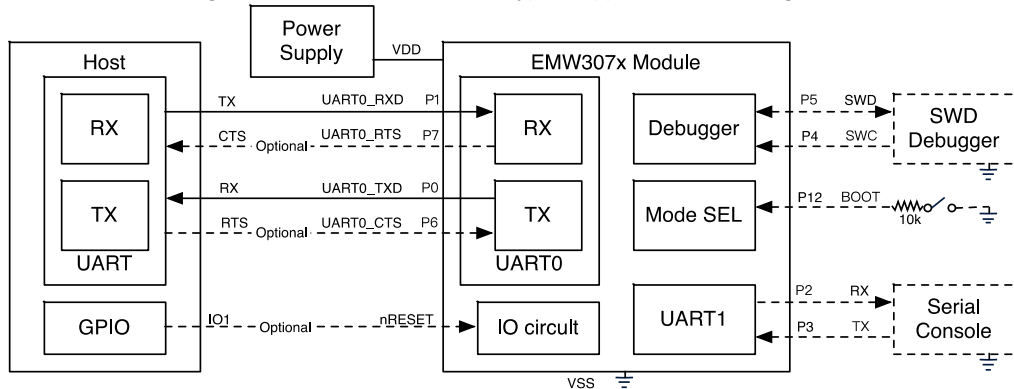 Power
Supply
VDD
Host
EMW307x Module
TX UART0_RXD P1
RX
RX
CTS Optional UART0_RTS P7
RX UART0_TXD P0
TX
TX
RTS Optional UART0_CTS P6
UART
UART0
GPIO
IO1 Optional nRESET
IO circult
Debugger
P5 SWD
P4 SWC
SWD
Debugger
Mode SEL
P12 BOOT
10k
UART1
P2 RX
P3 TX
Serial
Console
VSS